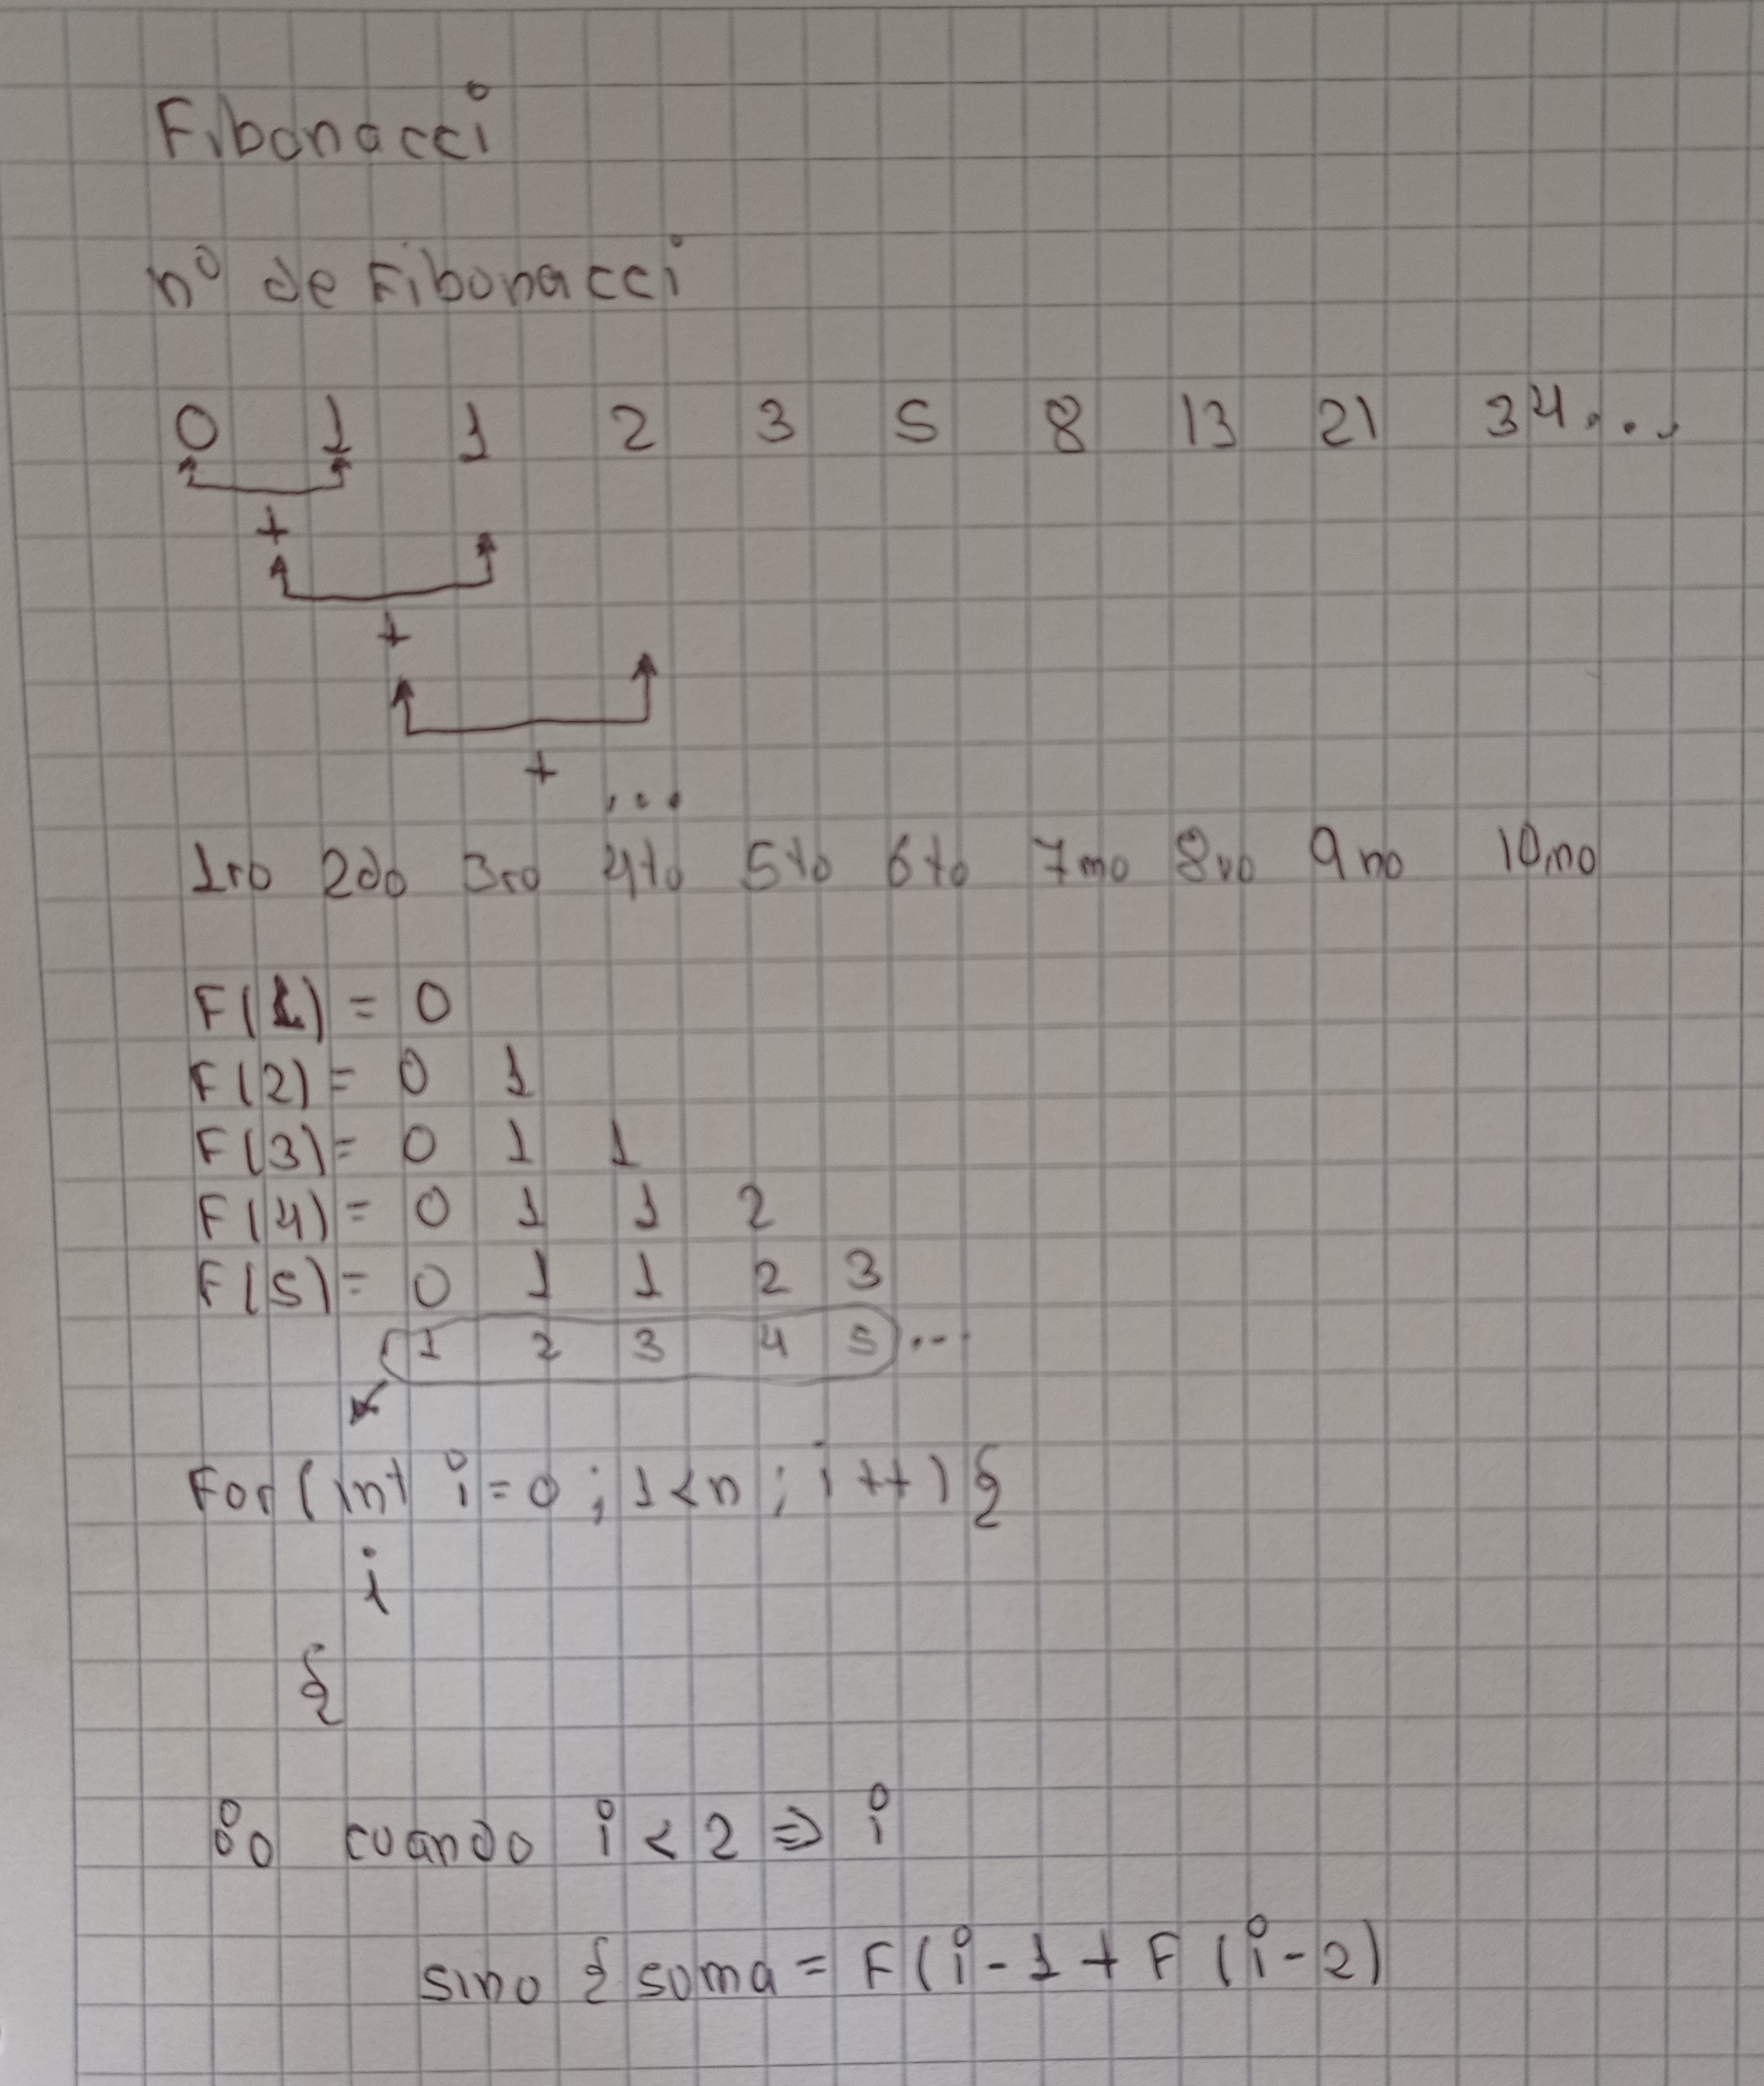 Fibonacci
nº de Fibonacci
0 1 1 2 3 5 8 13 21 34...
+
+
+
...
1ro 2do 3ro 4to 5to 6to 7mo 8vo 9no 10mo
F(1) = 0
F(2) = 0 1
F(3) = 0 1 1
F(4) = 0 1 1 2
F(5) = 0 1 1 2 3
1 2 3 4 5 ...
For (int i = 0 ; 1 < n ; i ++) {
i
{
cuando i < 2 => i
sino { suma = F(i - 1 + F (i - 2)